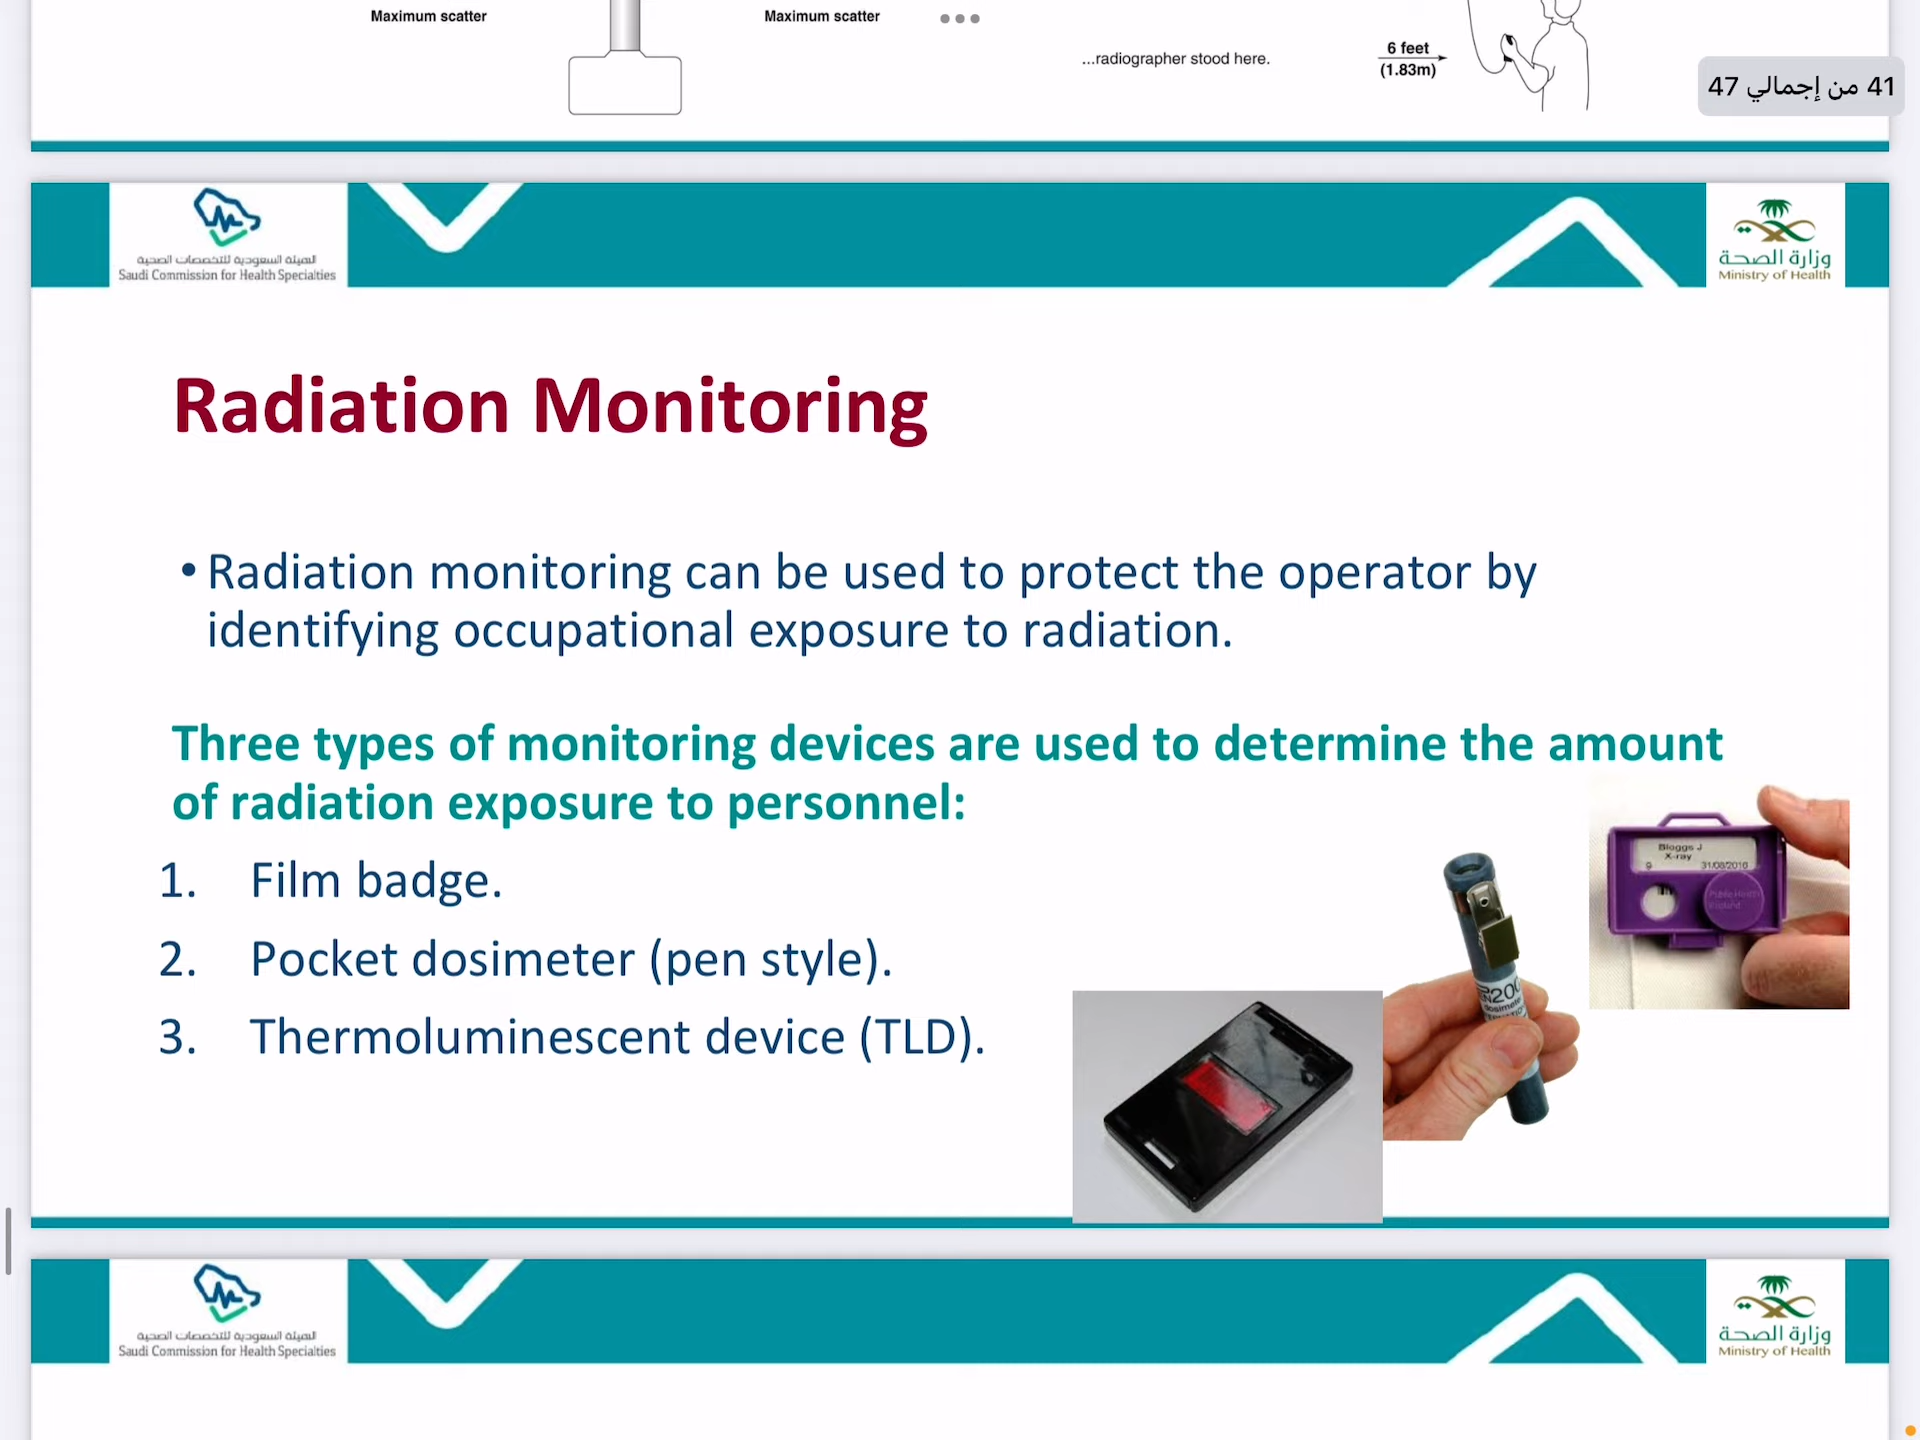 Maximum scatter
Maximum scatter
...radiographer stood here.
6 feet
(1.83m)
41 من إجمالي 47
الهيئة السعودية للتخصصات الصحية
Saudi Commission for Health Specialties
وزارة الصحة
Ministry of Health
Radiation Monitoring
• Radiation monitoring can be used to protect the operator by
identifying occupational exposure to radiation.
Three types of monitoring devices are used to determine the amount
of radiation exposure to personnel:
1. Film badge.
2. Pocket dosimeter (pen style).
3. Thermoluminescent device (TLD).
Bloggs J
X-ray
9 31/08/2016
الهيئة السعودية للتخصصات الصحية
Saudi Commission for Health Specialties
وزارة الصحة
Ministry of Health